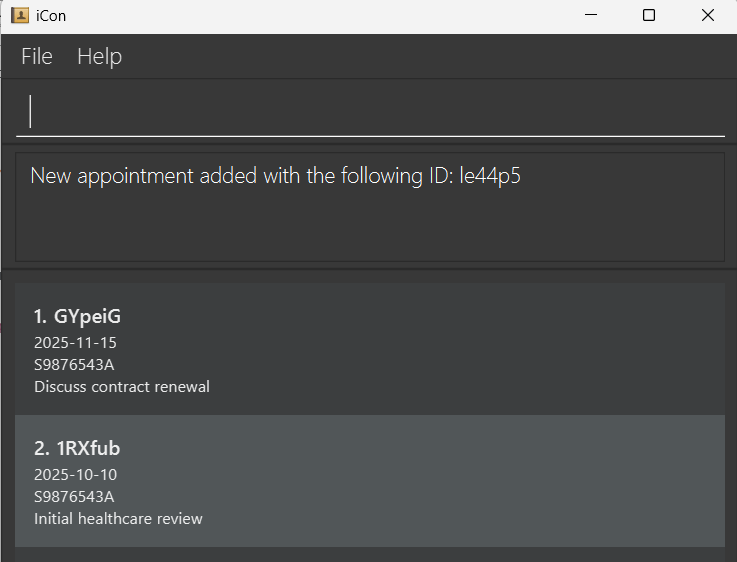 iCon
File Help
New appointment added with the following ID: le44p5
1. GYpeiG
2025-11-15
S9876543A
Discuss contract renewal
2. 1RXfub
2025-10-10
S9876543A
Initial healthcare review